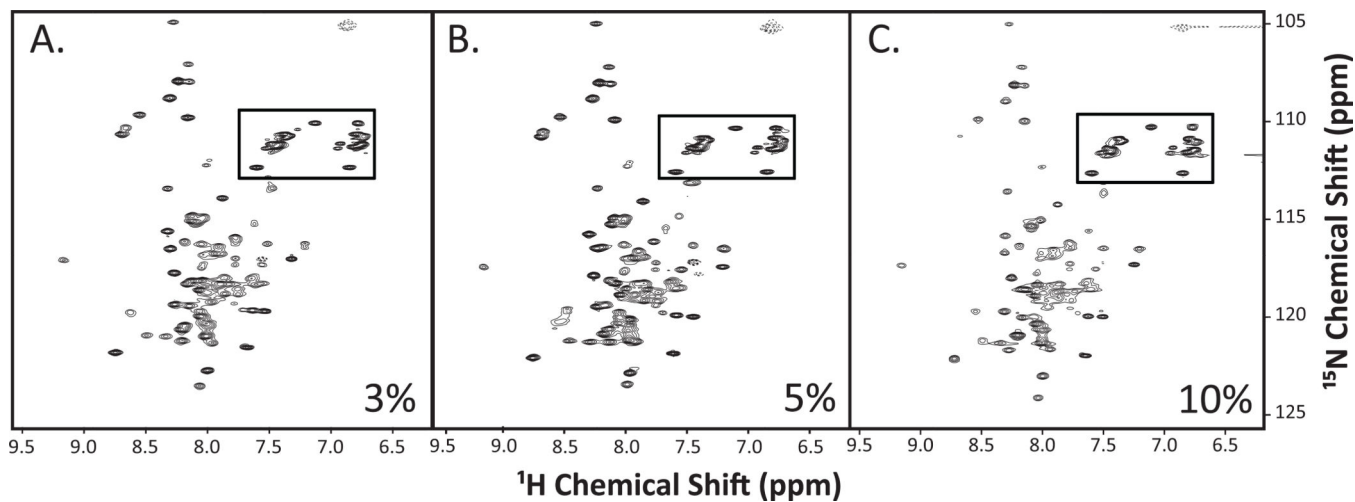 A.
B.
C.
3%
5%
10%
105
110
115
120
125
¹⁵N Chemical Shift (ppm)
9.5 9.0 8.5 8.0 7.5 7.0 6.5
9.5 9.0 8.5 8.0 7.5 7.0 6.5
9.5 9.0 8.5 8.0 7.5 7.0 6.5
¹H Chemical Shift (ppm)